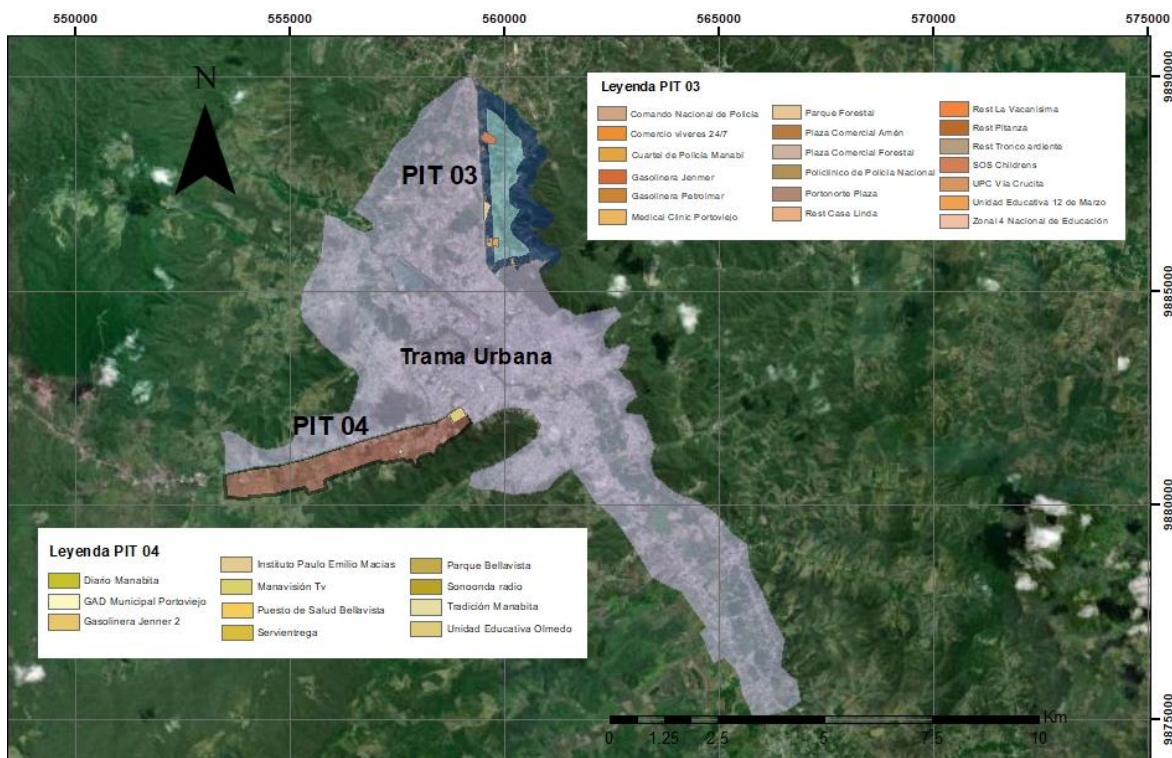 550000 555000 560000 565000 570000 575000
N
9890000
Leyenda PIT 03
Comando Nacional de Policía
Comercio viveres 24/7
Cuartel de Policía Manabí
Gasolinera Jenmer
Gasolinera Petrolmar
Medical Clinic Portoviejo
Parque Forestal
Plaza Comercial Amén
Plaza Comercial Forestal
Policlínico de Policía Nacional
Portonorte Plaza
Rest Casa Linda
Rest La Vacanísima
Rest Pitanza
Rest Tronco ardiente
SOS Childrens
UPC Vía Crucita
Unidad Educativa 12 de Marzo
Zonal 4 Nacional de Educación
PIT 03
9885000
Trama Urbana
PIT 04
9880000
Leyenda PIT 04
Diario Manabita
GAD Municipal Portoviejo
Gasolinera Jenner 2
Instituto Paulo Emilio Macías
Manavisión Tv
Puesto de Salud Bellavista
Servientrega
Parque Bellavista
Sonoonda radio
Tradición Manabita
Unidad Educativa Olmedo
9875000
Km
0 1.25 2.5 5 7.5 10